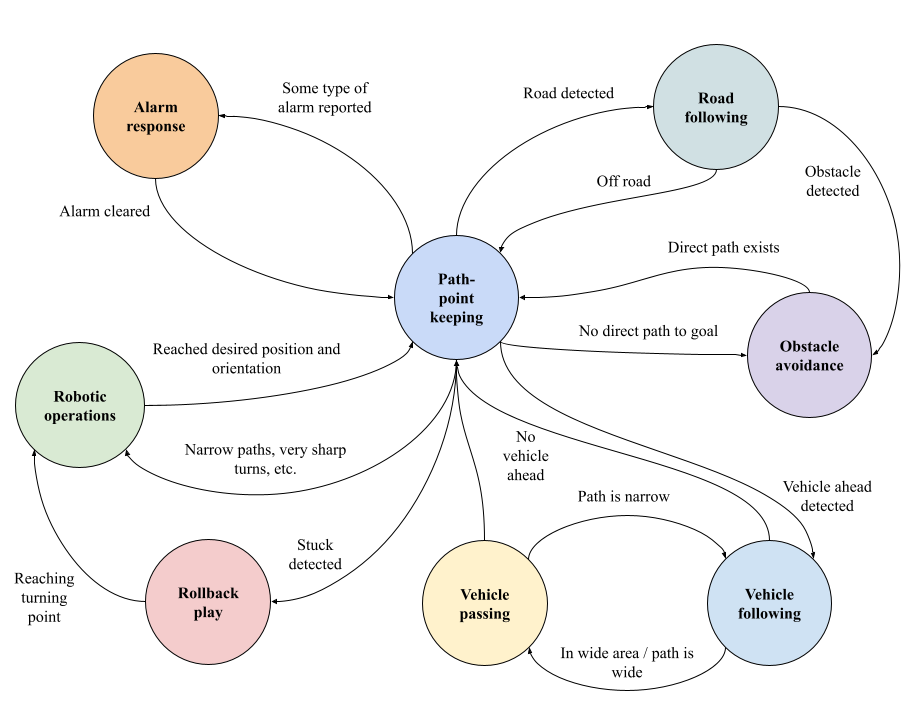 Some type of
alarm reported
Alarm
response
Alarm cleared
Road detected
Road
following
Off road
Obstacle
detected
Direct path exists
Path-
point
keeping
No direct path to goal
Obstacle
avoidance
Reached desired position and
orientation
Robotic
operations
Narrow paths, very sharp
turns, etc.
No
vehicle
ahead
Vehicle ahead
detected
Path is narrow
Stuck
detected
Reaching
turning
point
Rollback
play
Vehicle
passing
Vehicle
following
In wide area / path is
wide